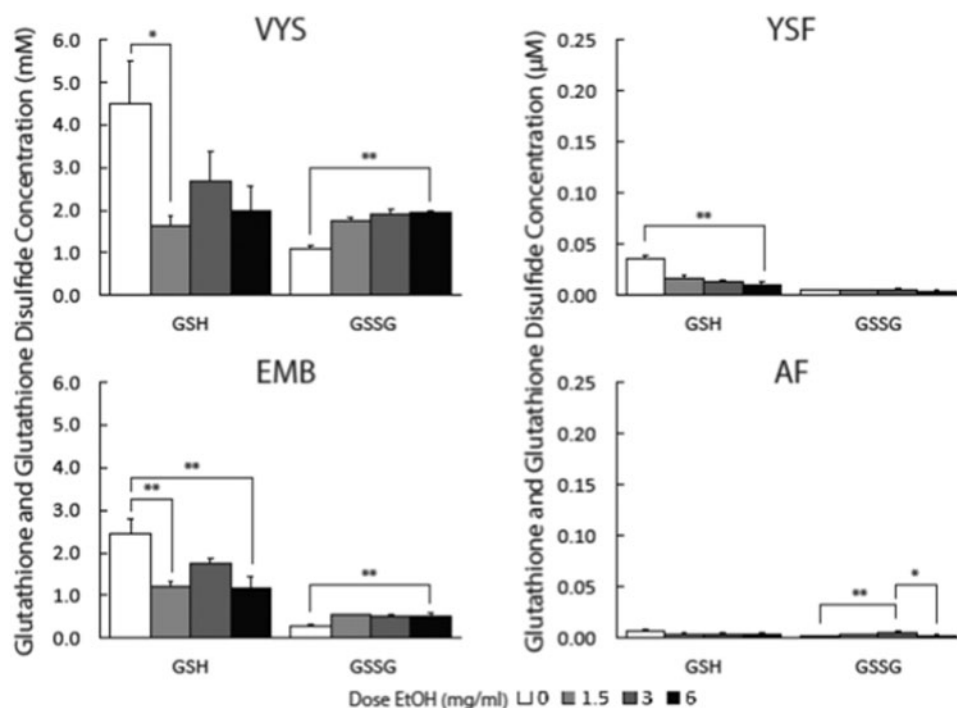 VYS
Glutathione and Glutathione Disulfide Concentration (mM)
6.0
5.0
4.0
3.0
2.0
1.0
0.0
*
**
GSH
GSSG
YSF
Glutathione and Glutathione Disulfide Concentration (µM)
0.25
0.20
0.15
0.10
0.05
0.00
**
GSH
GSSG
EMB
6.0
5.0
4.0
3.0
2.0
1.0
0.0
**
**
**
GSH
GSSG
AF
0.25
0.20
0.15
0.10
0.05
0.00
**
*
GSH
GSSG
Dose EtOH (mg/ml) 0 1.5 3 6